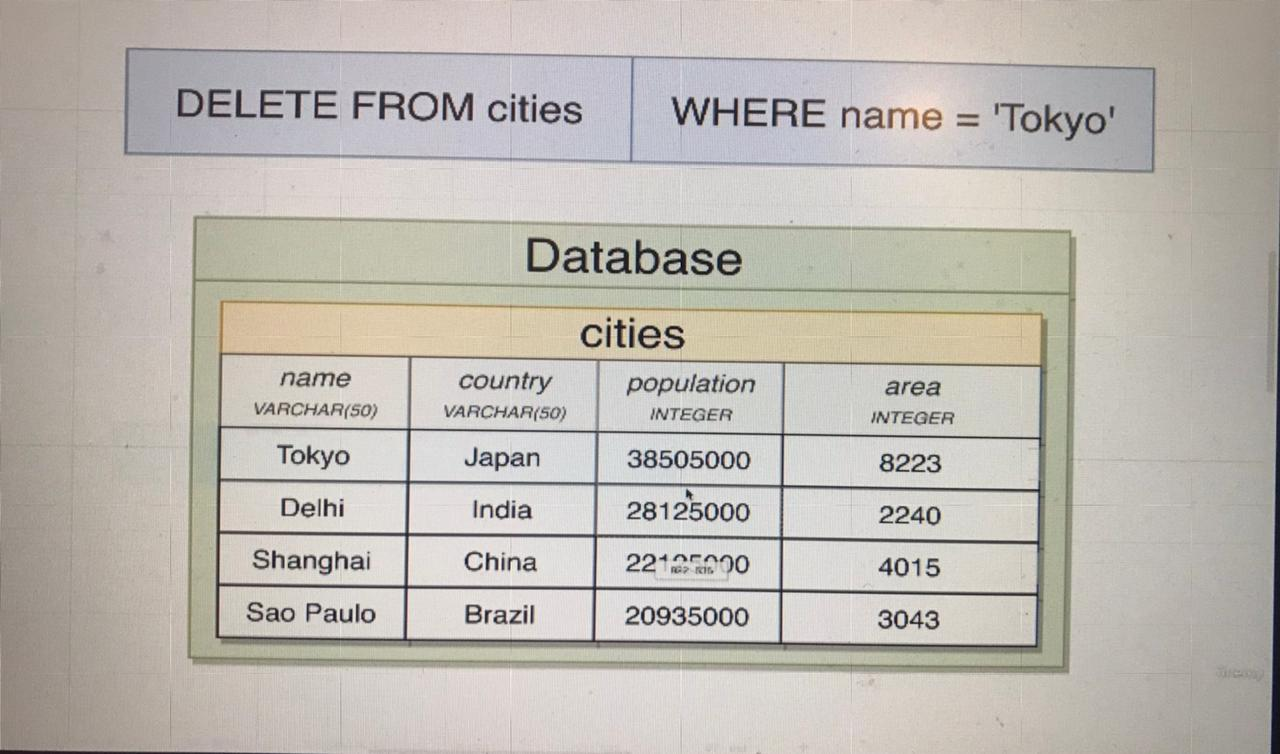 DELETE FROM cities WHERE name = 'Tokyo'
Database
cities
name country population area
VARCHAR(50) VARCHAR(50) INTEGER INTEGER
Tokyo Japan 38505000 8223
Delhi India 28125000 2240
Shanghai China 4015
Sao Paulo Brazil 20935000 3043